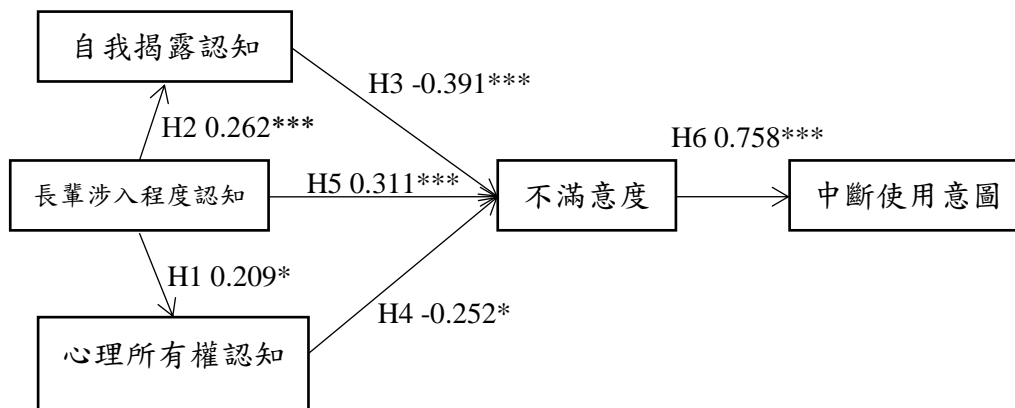 自我揭露認知
H3 -0.391***
H2 0.262***
H6 0.758***
長輩涉入程度認知
H5 0.311***
不滿意度
中斷使用意圖
H1 0.209*
H4 -0.252*
心理所有權認知